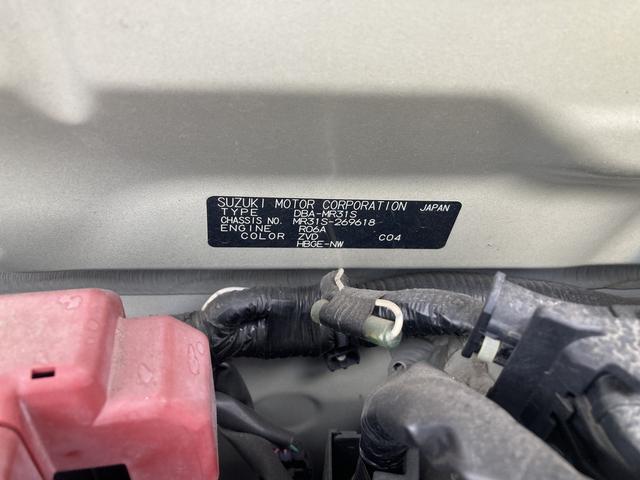 SUZUKI MOTOR CORPORATION JAPAN
TYPE DBA-MR31S
CHASSIS NO. MR31S-269618
ENGINE R06A
COLOR ZVD C04
HBGE-NW